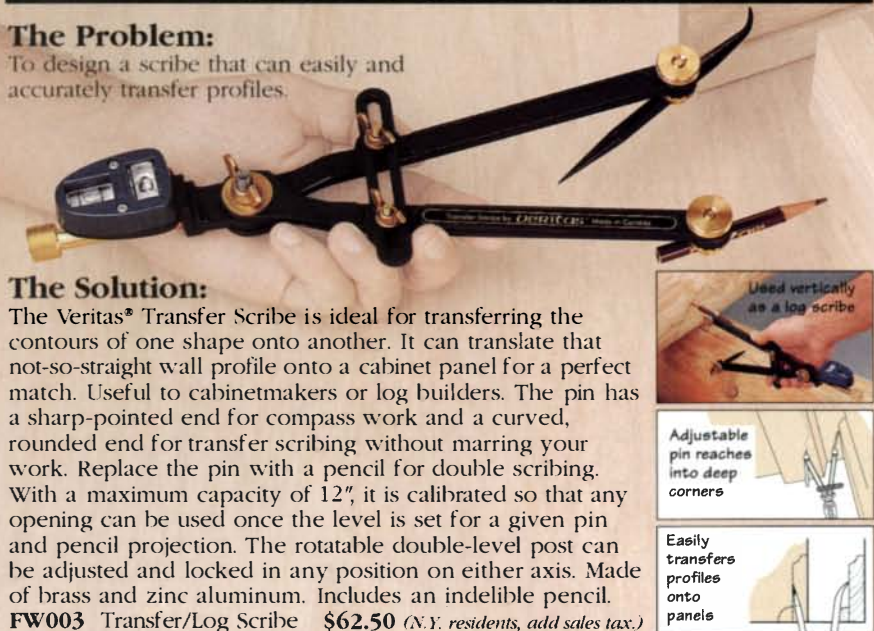 The Problem:
To design a scribe that can easily and
accurately transfer profiles.
Transfer Scribe by veritas Made in Canada
The Solution:
The Veritas® Transfer Scribe is ideal for transferring the
contours of one shape onto another. It can translate that
not-so-straight wall profile onto a cabinet panel for a perfect
match. Useful to cabinetmakers or log builders. The pin has
a sharp-pointed end for compass work and a curved,
rounded end for transfer scribing without marring your
work. Replace the pin with a pencil for double scribing.
With a maximum capacity of 12", it is calibrated so that any
opening can be used once the level is set for a given pin
and pencil projection. The rotatable double-level post can
be adjusted and locked in any position on either axis. Made
of brass and zinc aluminum. Includes an indelible pencil.
FW003 Transfer/Log Scribe $62.50 (N.Y. residents, add sales tax.)
Used vertically
as a log scribe
Adjustable
pin reaches
into deep
corners
Easily
transfers
profiles
onto
panels